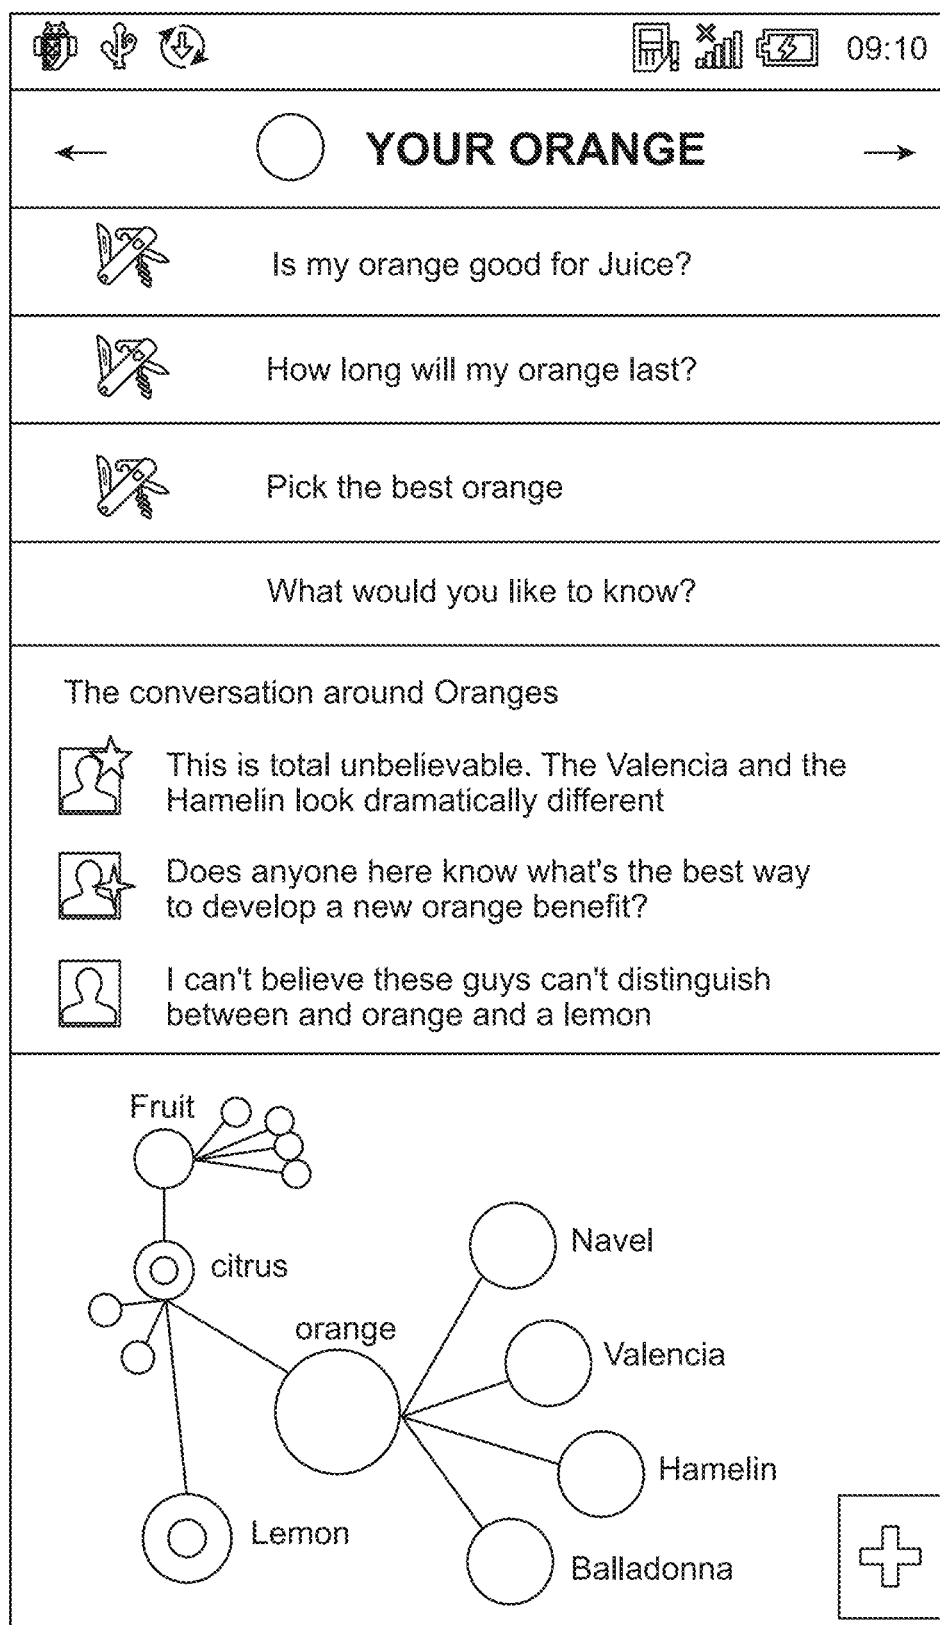 09:10
YOUR ORANGE
Is my orange good for Juice?
How long will my orange last?
Pick the best orange
What would you like to know?
The conversation around Oranges
This is total unbelievable. The Valencia and the
Hamelin look dramatically different
Does anyone here know what's the best way
to develop a new orange benefit?
I can't believe these guys can't distinguish
between and orange and a lemon
Fruit
Navel
citrus
orange
Valencia
Hamelin
Lemon
Balladonna